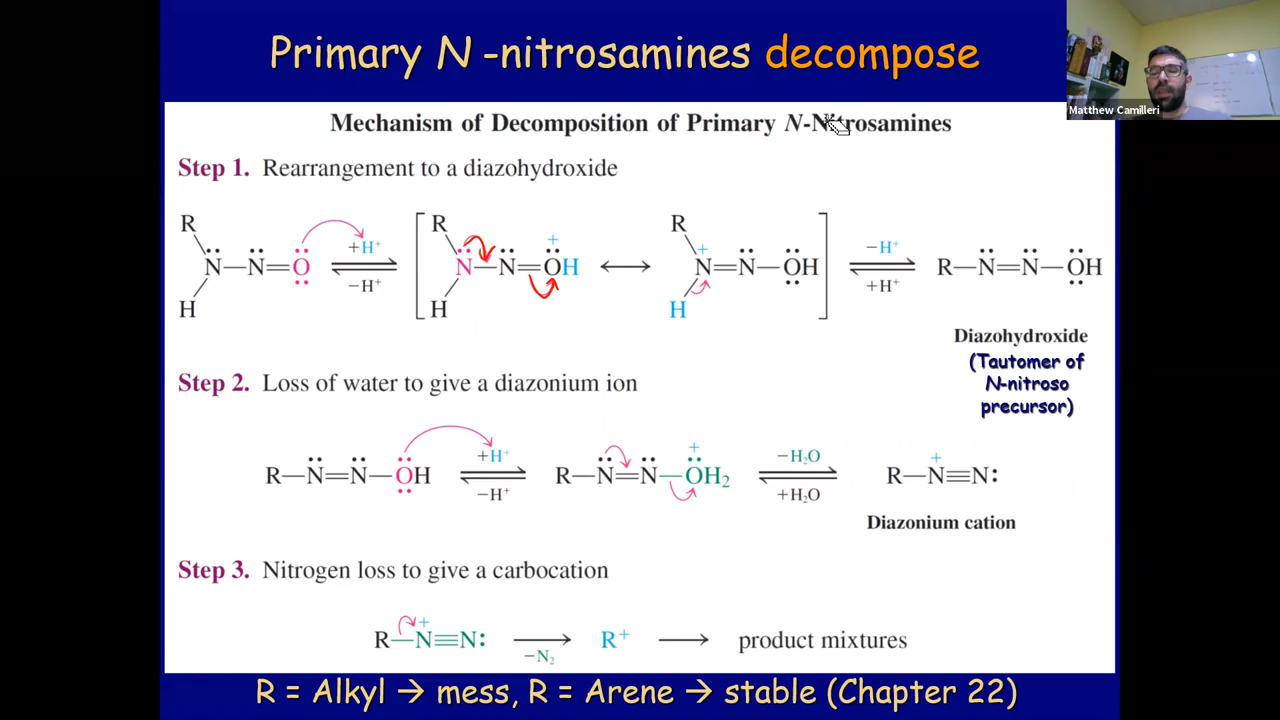 Primary N -nitrosamines decompose
Matthew Camilleri
Mechanism of Decomposition of Primary N-Nitrosamines
Step 1. Rearrangement to a diazohydroxide
R
H
N—N=O
+H⁺
−H⁺
R
H
N—N=OH
+
R
H
N=N—OH
+
−H⁺
+H⁺
R—N=N—OH
Diazohydroxide
(Tautomer of
N-nitroso
precursor)
Step 2. Loss of water to give a diazonium ion
R—N=N—OH
+H⁺
−H⁺
R—N=N—OH₂
+
−H₂O
+H₂O
R—N≡N:
+
Diazonium cation
Step 3. Nitrogen loss to give a carbocation
R—N≡N:
+
−N₂
R⁺
product mixtures
R = Alkyl → mess, R = Arene → stable (Chapter 22)